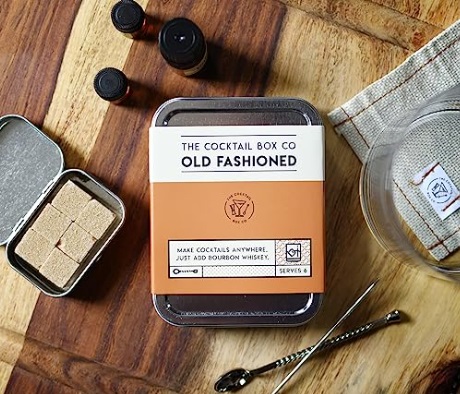 THE COCKTAIL BOX CO
OLD FASHIONED
MAKE COCKTAILS ANYWHERE.
JUST ADD BOURBON WHISKEY.
SERVES 6